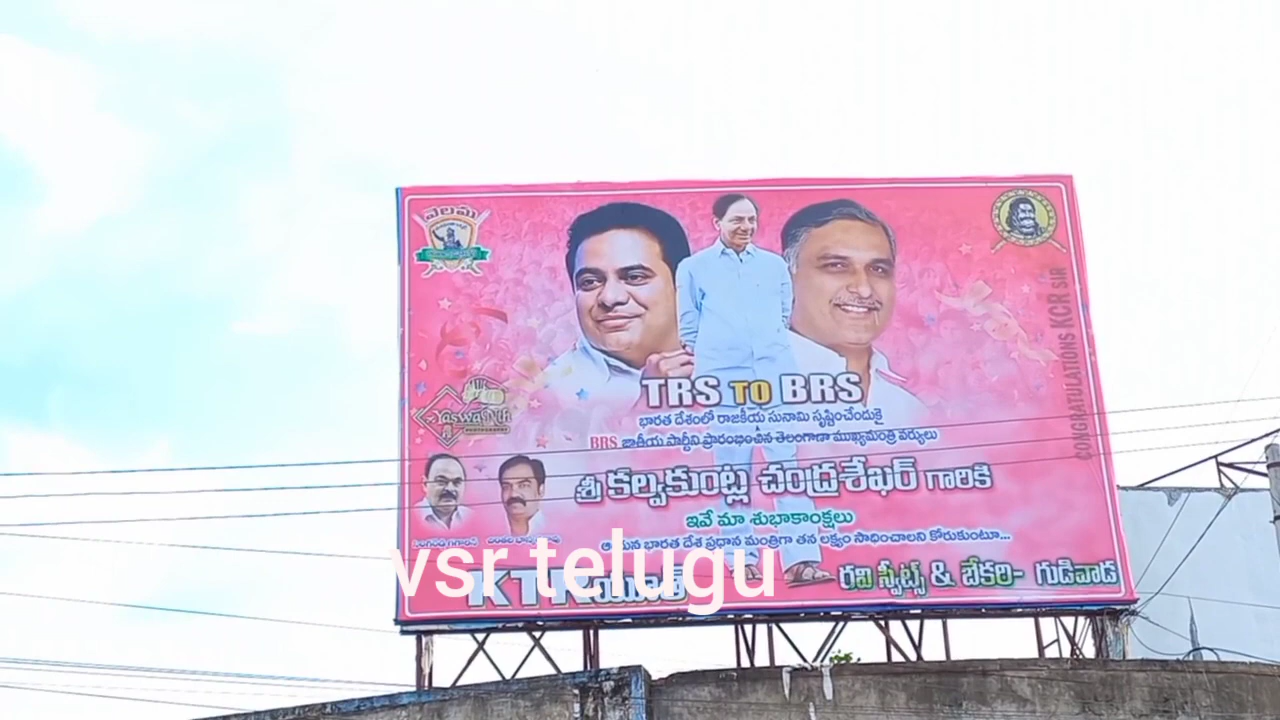 వెలమ
CONGRATULATIONS KCR SIR
TRS TO BRS
భారత దేశంలో రాజకీయ సునామి సృష్టించేందుకై
BRS జాతీయ పార్టీని ప్రారంభించిన తెలంగాణా ముఖ్యమంత్రి వర్యులు
శ్రీ కల్వకుంట్ల చంద్రశేఖర్ గారికి
ఇవే మా శుభాకాంక్షలు
భారత దేశ ప్రధాన మంత్రిగా తన లక్ష్యం సాధించాలని కోరుకుంటూ...
KTR యూత్
రవి స్వీట్స్ & బేకరి- గుడివాడ
vsr telugu